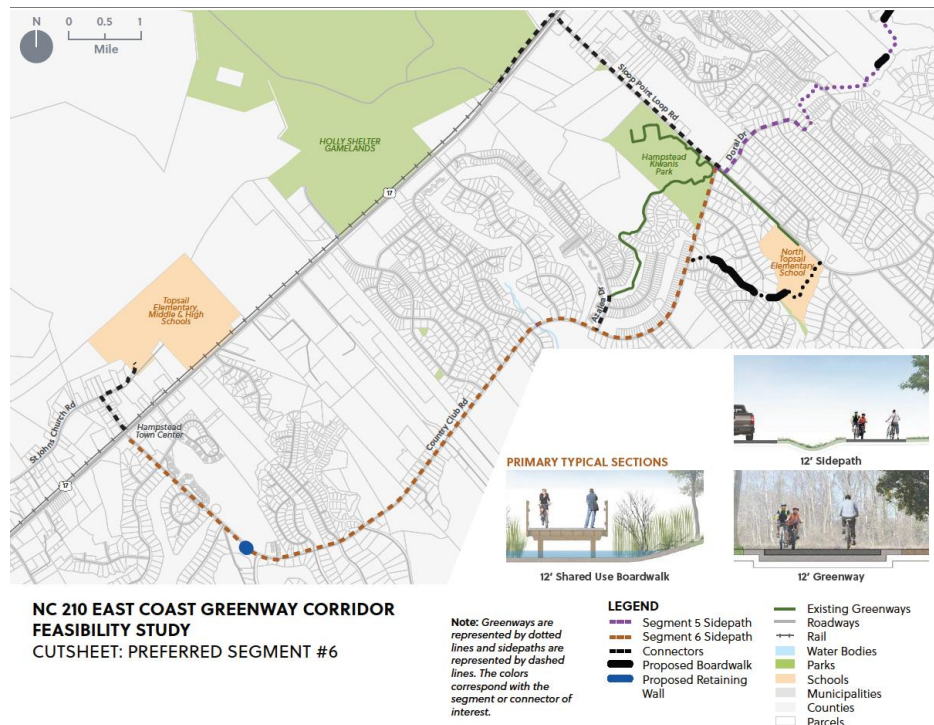 N
0 0.5 1
Mile
HOLLY SHELTER
GAMELANDS
17
Sloop Point Loop Rd
Doral Dr
Hampstead
Kiwanis
Park
North
Topsail
Elementary
School
Azalea Dr
Topsail
Elementary
Middle & High
Schools
St Johns Church Rd
Hampstead
Town Center
17
Country Club Rd
PRIMARY TYPICAL SECTIONS
12' Sidepath
12' Shared Use Boardwalk
12' Greenway
NC 210 EAST COAST GREENWAY CORRIDOR
FEASIBILITY STUDY
CUTSHEET: PREFERRED SEGMENT #6
Note: Greenways are
represented by dotted
lines and sidepaths are
represented by dashed
lines. The colors
correspond with the
segment or connector of
interest.
LEGEND
Segment 5 Sidepath
Segment 6 Sidepath
Connectors
Proposed Boardwalk
Proposed Retaining
Wall
Existing Greenways
Roadways
Rail
Water Bodies
Parks
Schools
Municipalities
Counties
Parcels